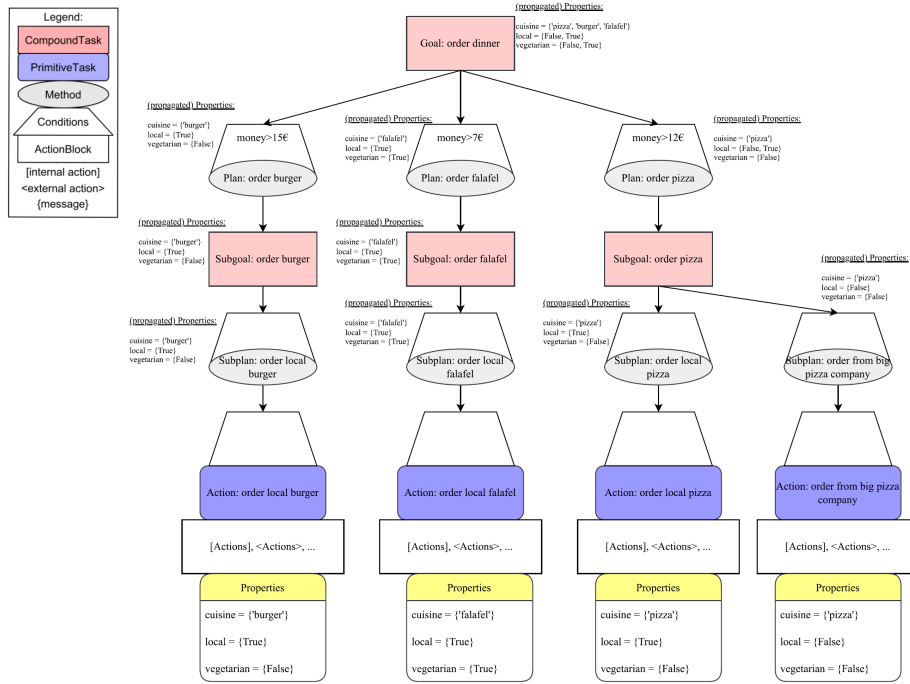 Legend:
CompoundTask
PrimitiveTask
Method
Conditions
ActionBlock
[internal action]
<external action>
{message}
(propagated) Properties:
cuisine = {'pizza', 'burger', 'falafel'}
local = {False, True}
vegetarian = {False, True}
Goal: order dinner
(propagated) Properties:
cuisine = {'burger'}
local = {True}
vegetarian = {False}
money>15€
Plan: order burger
(propagated) Properties:
cuisine = {'falafel'}
local = {True}
vegetarian = {True}
money>7€
Plan: order falafel
(propagated) Properties:
cuisine = {'pizza'}
local = {False, True}
vegetarian = {False}
money>12€
Plan: order pizza
(propagated) Properties:
cuisine = {'burger'}
local = {True}
vegetarian = {False}
Subgoal: order burger
(propagated) Properties:
cuisine = {'falafel'}
local = {True}
vegetarian = {True}
Subgoal: order falafel
Subgoal: order pizza
(propagated) Properties:
cuisine = {'pizza'}
local = {False}
vegetarian = {False}
(propagated) Properties:
cuisine = {'burger'}
local = {True}
vegetarian = {False}
Subplan: order local
burger
(propagated) Properties:
cuisine = {'falafel'}
local = {True}
vegetarian = {True}
Subplan: order local
falafel
(propagated) Properties:
cuisine = {'pizza'}
local = {True}
vegetarian = {False}
Subplan: order local
pizza
Subplan: order from big
pizza company
Action: order local burger
Action: order local falafel
Action: order local pizza
Action: order from big pizza
company
[Actions], <Actions>, ...
[Actions], <Actions>, ...
[Actions], <Actions>, ...
[Actions], <Actions>, ...
Properties
cuisine = {'burger'}
local = {True}
vegetarian = {False}
Properties
cuisine = {'falafel'}
local = {True}
vegetarian = {True}
Properties
cuisine = {'pizza'}
local = {True}
vegetarian = {False}
Properties
cuisine = {'pizza'}
local = {False}
vegetarian = {False}